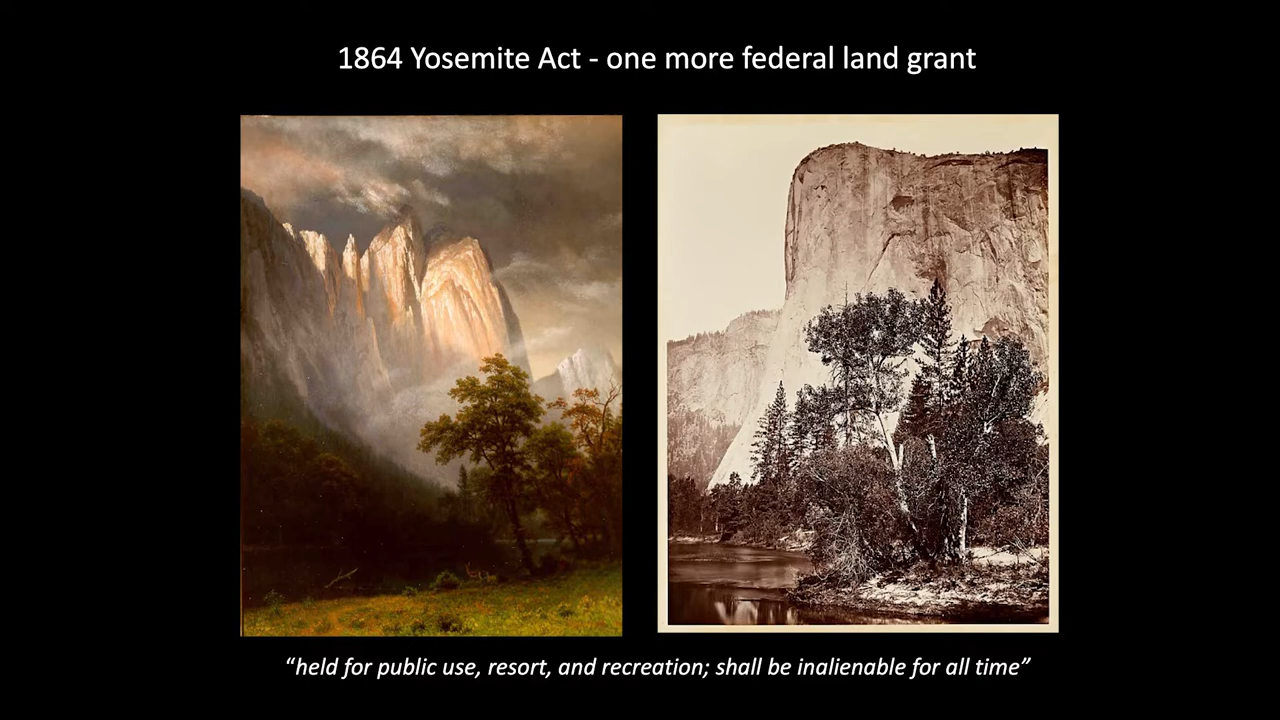 1864 Yosemite Act - one more federal land grant
“held for public use, resort, and recreation; shall be inalienable for all time”